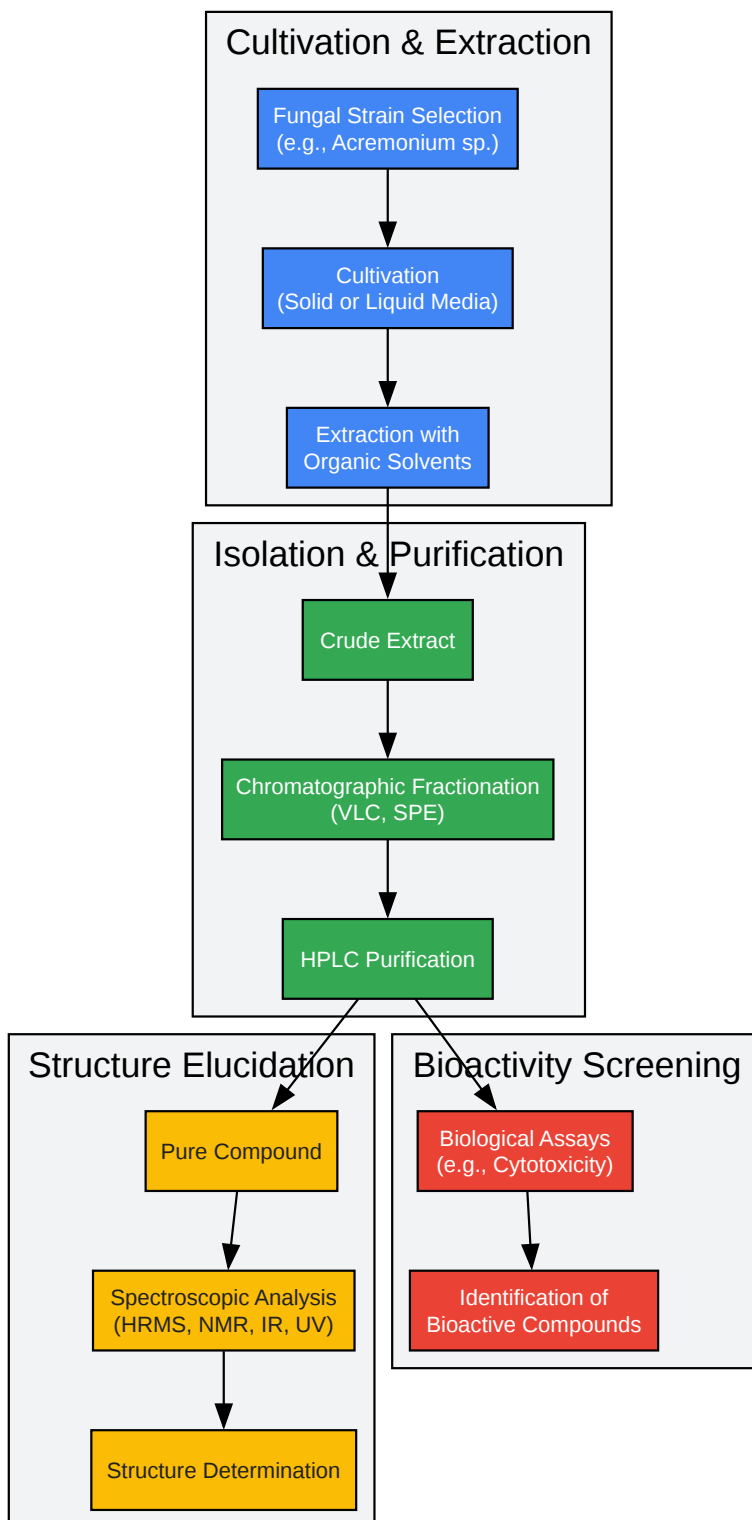 Cultivation & Extraction
Fungal Strain Selection
(e.g., Acremonium sp.)
Cultivation
(Solid or Liquid Media)
Extraction with
Organic Solvents
Isolation & Purification
Crude Extract
Chromatographic Fractionation
(VLC, SPE)
HPLC Purification
Structure Elucidation
Pure Compound
Spectroscopic Analysis
(HRMS, NMR, IR, UV)
Structure Determination
Bioactivity Screening
Biological Assays
(e.g., Cytotoxicity)
Identification of
Bioactive Compounds